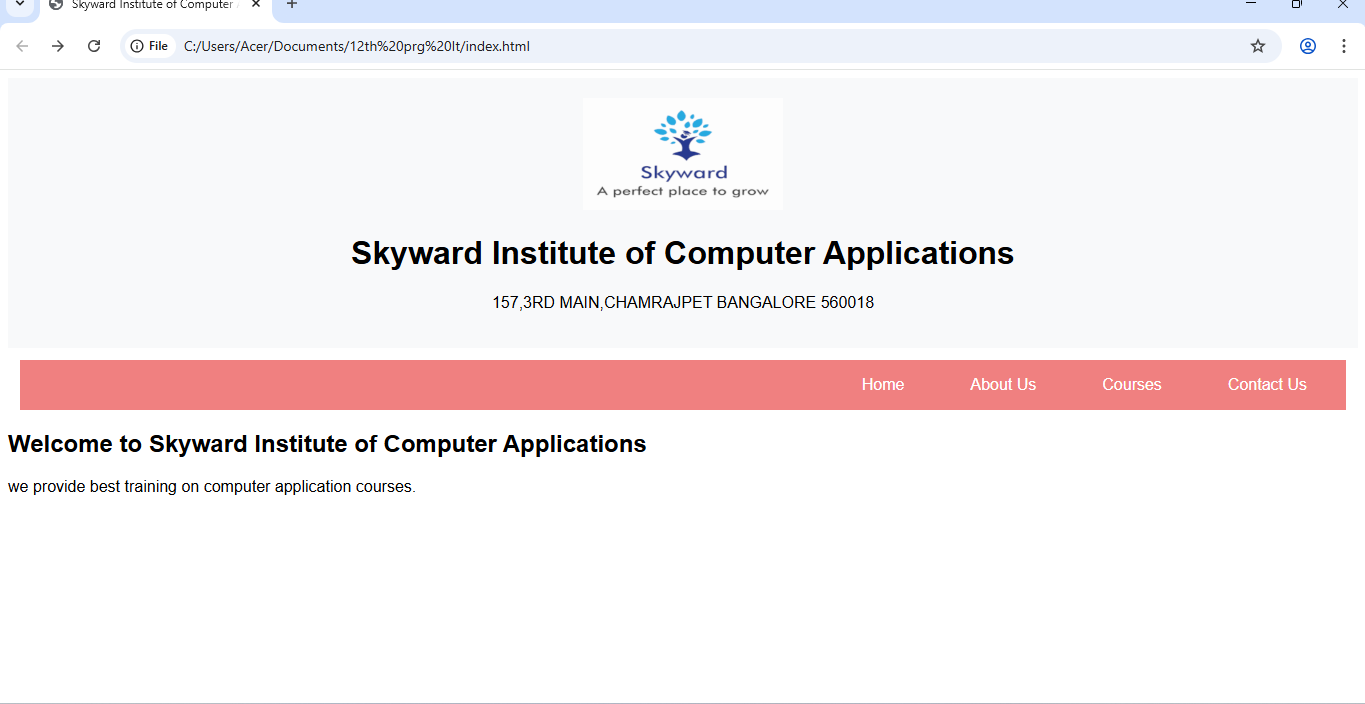 Skyward Institute of Computer
File
C:/Users/Acer/Documents/12th%20prg%20It/index.html
Skyward
A perfect place to grow
Skyward Institute of Computer Applications
157,3RD MAIN,CHAMRAJPET BANGALORE 560018
Home About Us Courses Contact Us
Welcome to Skyward Institute of Computer Applications
we provide best training on computer application courses.